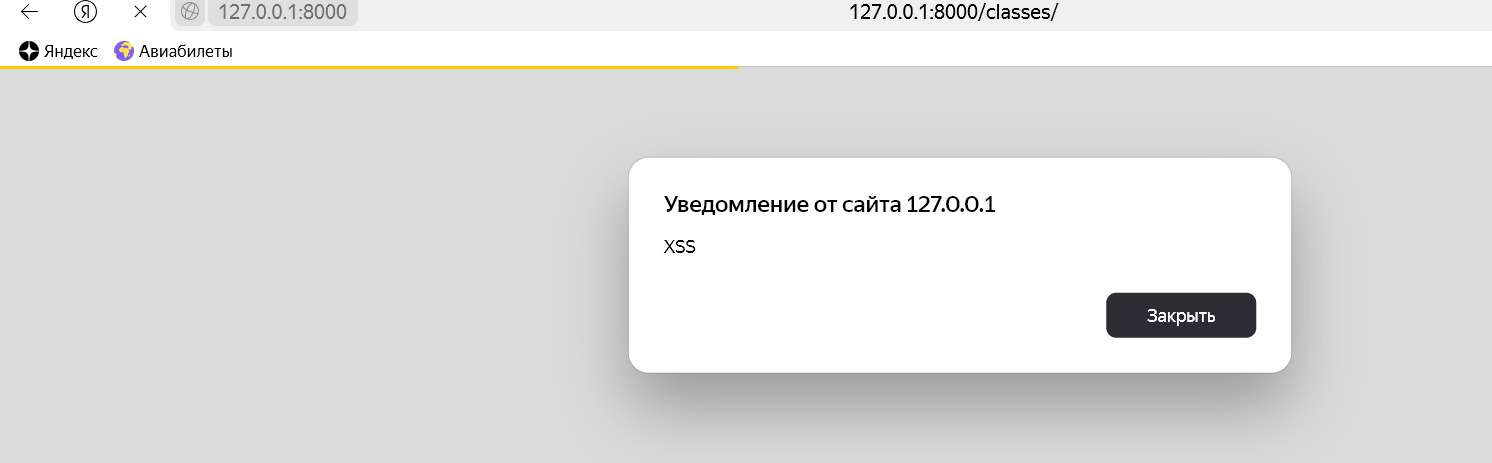 127.0.0.1:8000 127.0.0.1:8000/classes/
Яндекс Авиабилеты
Уведомление от сайта 127.0.0.1
XSS
Закрыть